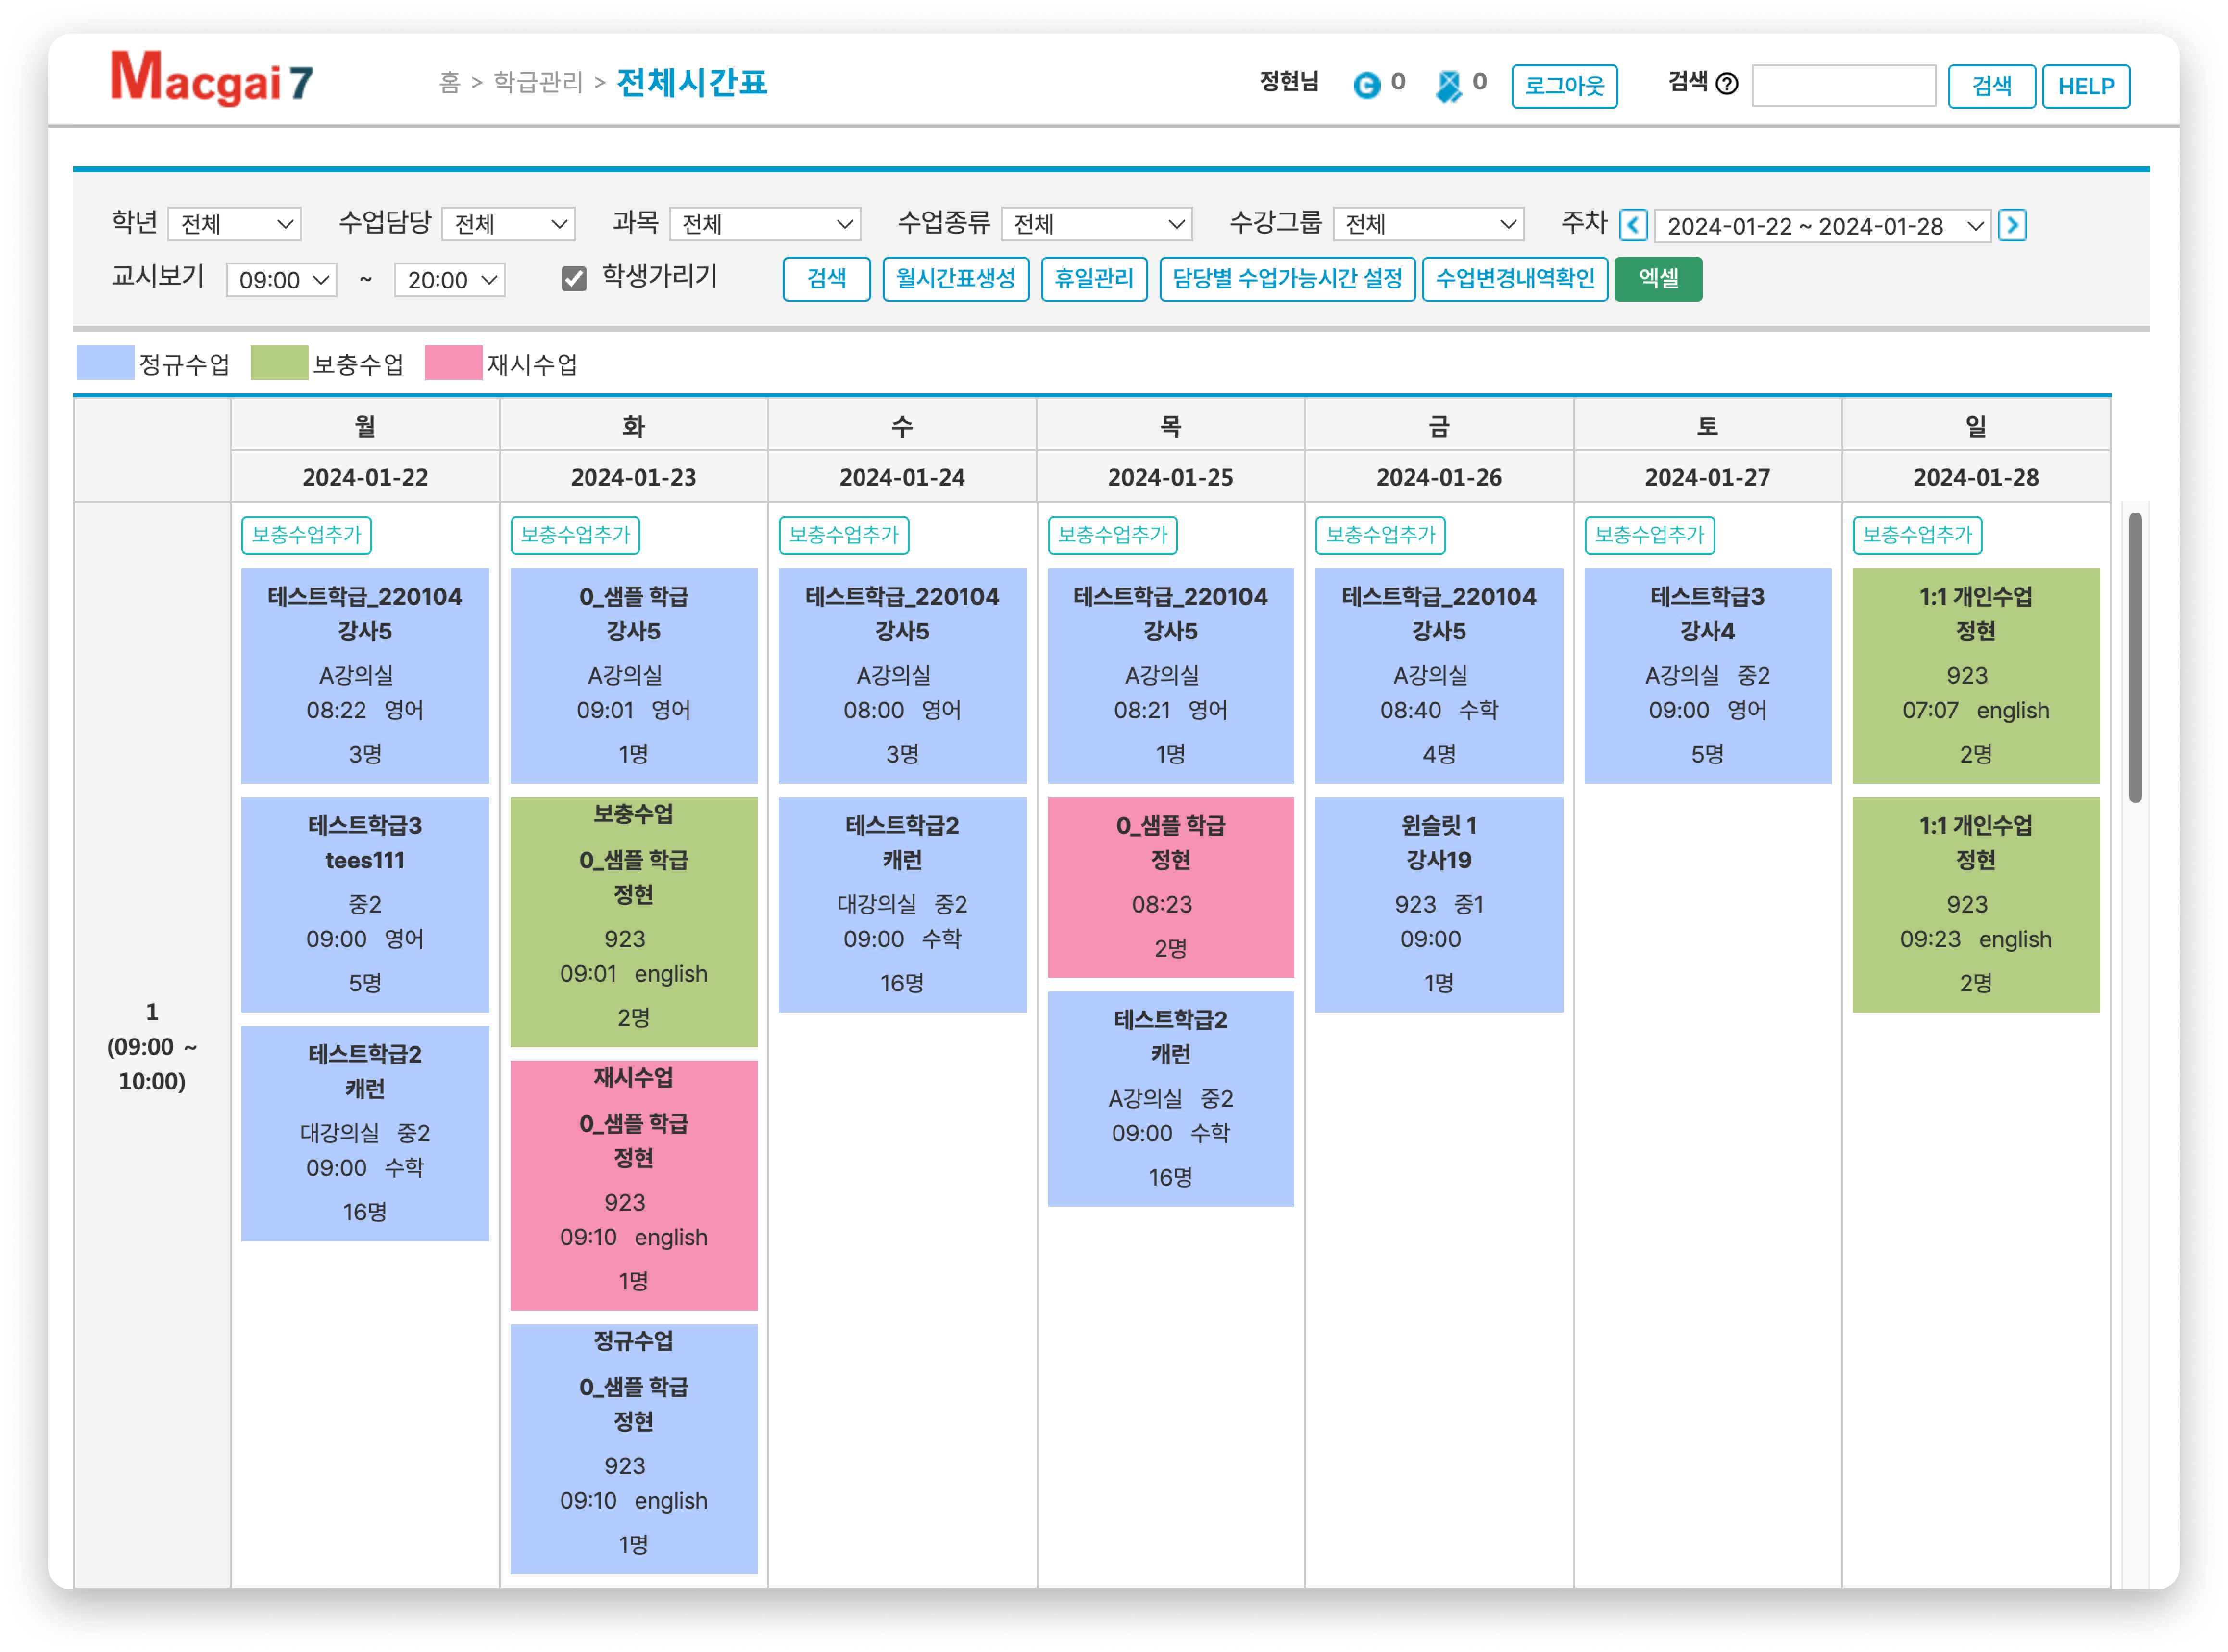 Macgai 7
홈 > 학급관리 > 전체시간표
정현님 0 0 로그아웃 검색 ? 검색 HELP
학년 전체 수업담당 전체 과목 전체 수업종류 전체 수강그룹 전체 주차 < 2024-01-22 ~ 2024-01-28 >
교시보기 09:00 ~ 20:00 학생가리기 검색 월시간표생성 휴일관리 담당별 수업가능시간 설정 수업변경내역확인 엑셀
정규수업 보충수업 재시수업
월 화 수 목 금 토 일
2024-01-22 2024-01-23 2024-01-24 2024-01-25 2024-01-26 2024-01-27 2024-01-28
1
(09:00 ~
10:00)
보충수업추가
테스트학급_220104
강사5
A강의실
08:22 영어
3명
테스트학급3
tees111
중2
09:00 영어
5명
테스트학급2
캐런
대강의실 중2
09:00 수학
16명
보충수업추가
0_샘플 학급
강사5
A강의실
09:01 영어
1명
보충수업
0_샘플 학급
정현
923
09:01 english
2명
재시수업
0_샘플 학급
정현
923
09:10 english
1명
정규수업
0_샘플 학급
정현
923
09:10 english
1명
보충수업추가
테스트학급_220104
강사5
A강의실
08:00 영어
3명
테스트학급2
캐런
대강의실 중2
09:00 수학
16명
보충수업추가
테스트학급_220104
강사5
A강의실
08:21 영어
1명
0_샘플 학급
정현
08:23
2명
테스트학급2
캐런
A강의실 중2
09:00 수학
16명
보충수업추가
테스트학급_220104
강사5
A강의실
08:40 수학
4명
윈슬릿 1
강사19
923 중1
09:00
1명
보충수업추가
테스트학급3
강사4
A강의실 중2
09:00 영어
5명
보충수업추가
1:1 개인수업
정현
923
07:07 english
2명
1:1 개인수업
정현
923
09:23 english
2명